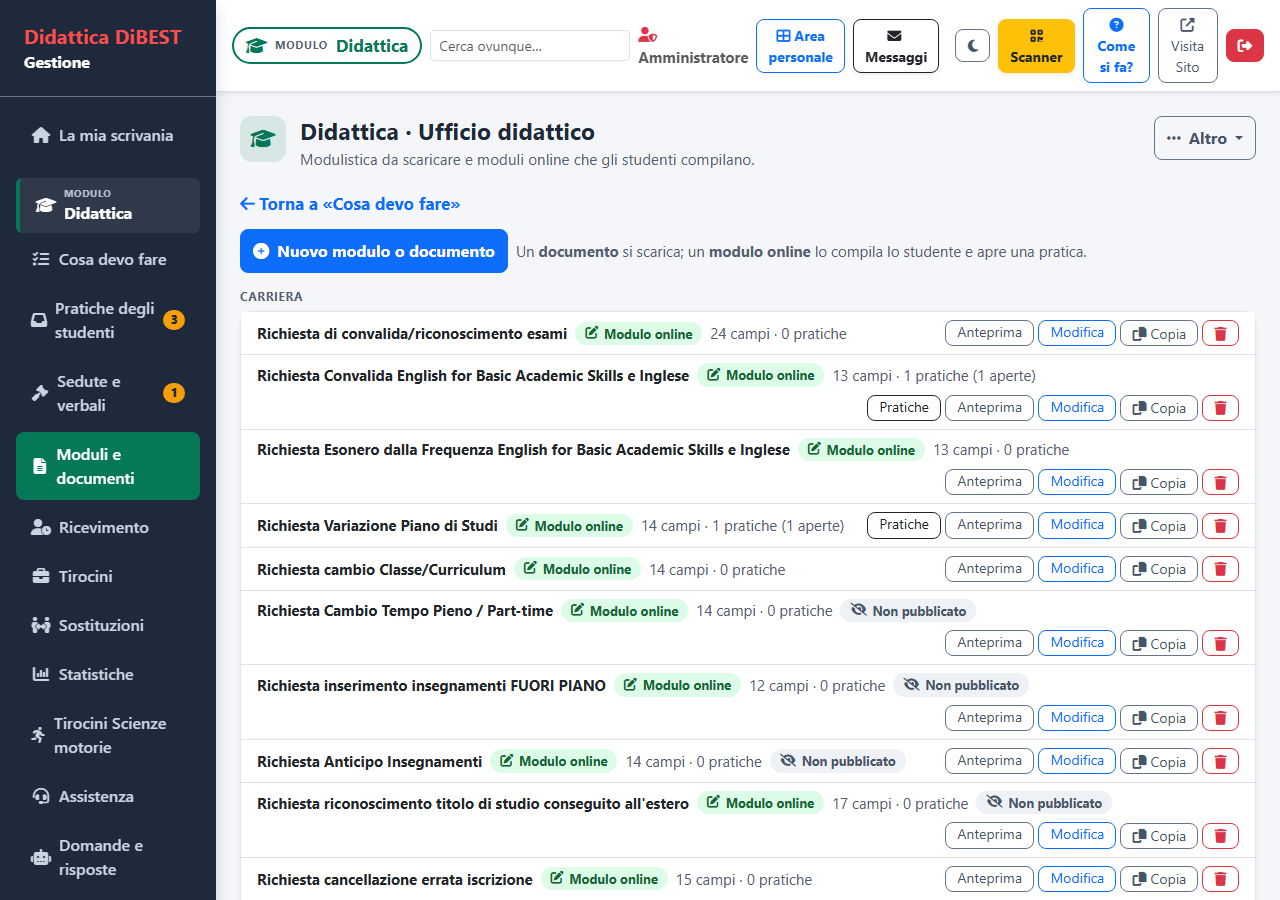 Didattica DiBEST
Gestione
La mia scrivania
MODULO
Didattica
Cosa devo fare
Pratiche degli studenti 3
Sedute e verbali 1
Moduli e documenti
Ricevimento
Tirocini
Sostituzioni
Statistiche
Tirocini Scienze motorie
Assistenza
Domande e risposte
MODULO Didattica
Cerca ovunque...
Amministratore
Area personale
Messaggi
Scanner
Come si fa?
Visita Sito
Didattica · Ufficio didattico
Modulistica da scaricare e moduli online che gli studenti compilano.
Altro
Torna a «Cosa devo fare»
Nuovo modulo o documento
Un documento si scarica; un modulo online lo compila lo studente e apre una pratica.
CARRIERA
Richiesta di convalida/riconoscimento esami Modulo online 24 campi · 0 pratiche Anteprima Modifica Copia
Richiesta Convalida English for Basic Academic Skills e Inglese Modulo online 13 campi · 1 pratiche (1 aperte)
Pratiche Anteprima Modifica Copia
Richiesta Esonero dalla Frequenza English for Basic Academic Skills e Inglese Modulo online 13 campi · 0 pratiche
Anteprima Modifica Copia
Richiesta Variazione Piano di Studi Modulo online 14 campi · 1 pratiche (1 aperte) Pratiche Anteprima Modifica Copia
Richiesta cambio Classe/Curriculum Modulo online 14 campi · 0 pratiche Anteprima Modifica Copia
Richiesta Cambio Tempo Pieno / Part-time Modulo online 14 campi · 0 pratiche Non pubblicato
Anteprima Modifica Copia
Richiesta inserimento insegnamenti FUORI PIANO Modulo online 12 campi · 0 pratiche Non pubblicato
Anteprima Modifica Copia
Richiesta Anticipo Insegnamenti Modulo online 14 campi · 0 pratiche Non pubblicato Anteprima Modifica Copia
Richiesta riconoscimento titolo di studio conseguito all'estero Modulo online 17 campi · 0 pratiche Non pubblicato
Anteprima Modifica Copia
Richiesta cancellazione errata iscrizione Modulo online 15 campi · 0 pratiche Anteprima Modifica Copia